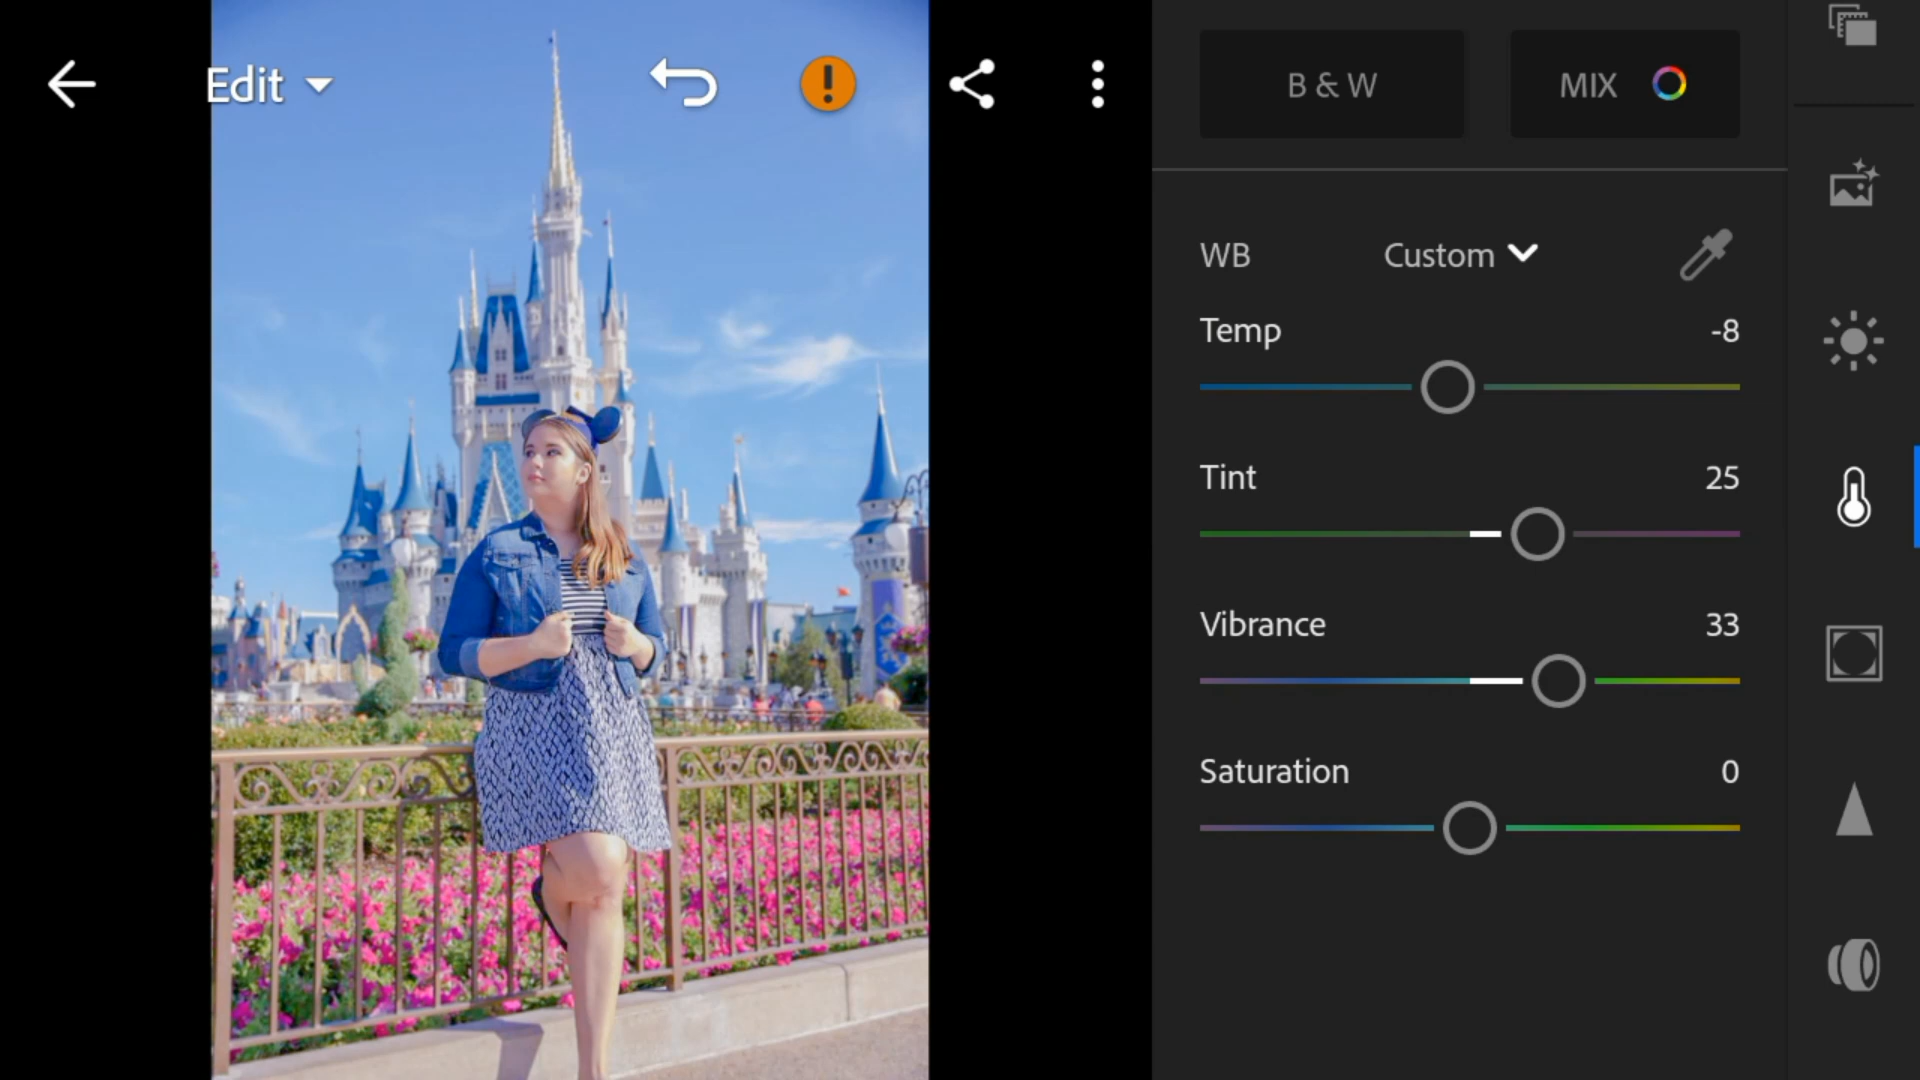 Edit
B & W
MIX
WB
Custom
Temp
-8
Tint
25
Vibrance
33
Saturation
0